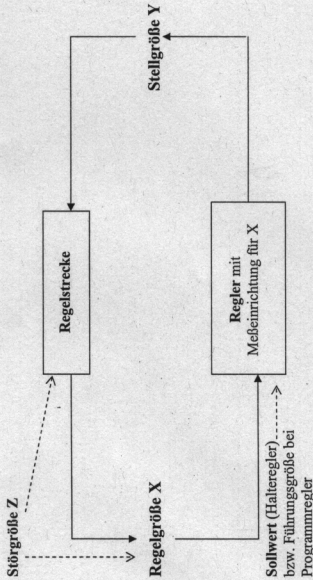 Störgröße Z
Regelstrecke
Regelgröße X
Stellgröße Y
Regler mit
Meßeinrichtung für X
Sollwert (Halteregler)
bzw. Führungsgröße bei
Programmregler